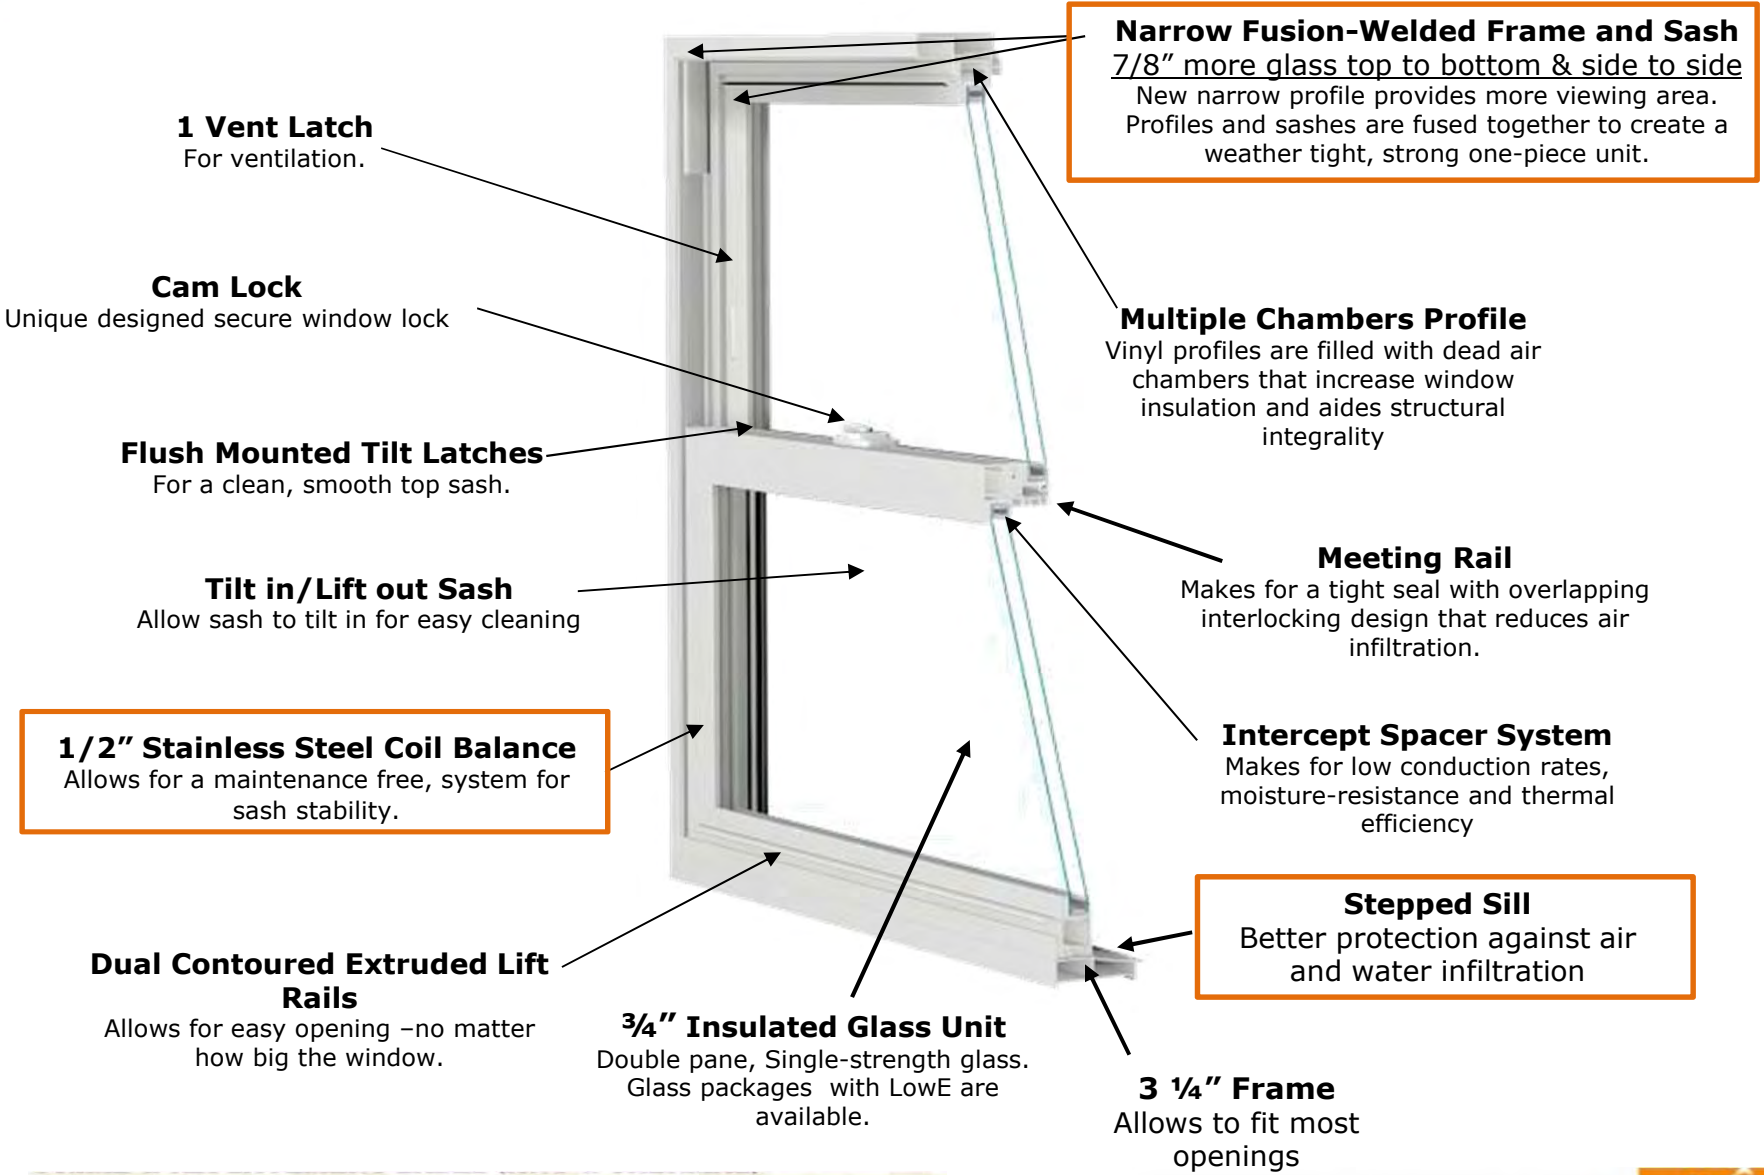 Narrow Fusion-Welded Frame and Sash
7/8” more glass top to bottom & side to side
New narrow profile provides more viewing area.
Profiles and sashes are fused together to create a
weather tight, strong one-piece unit.
1 Vent Latch
For ventilation.
Cam Lock
Unique designed secure window lock
Multiple Chambers Profile
Vinyl profiles are filled with dead air
chambers that increase window
insulation and aides structural
integrality
Flush Mounted Tilt Latches
For a clean, smooth top sash.
Meeting Rail
Makes for a tight seal with overlapping
interlocking design that reduces air
infiltration.
Tilt in/Lift out Sash
Allow sash to tilt in for easy cleaning
1/2” Stainless Steel Coil Balance
Allows for a maintenance free, system for
sash stability.
Intercept Spacer System
Makes for low conduction rates,
moisture-resistance and thermal
efficiency
Stepped Sill
Better protection against air
and water infiltration
Dual Contoured Extruded Lift
Rails
Allows for easy opening –no matter
how big the window.
¾” Insulated Glass Unit
Double pane, Single-strength glass.
Glass packages  with LowE are
available.
3 ¼” Frame
Allows to fit most
openings